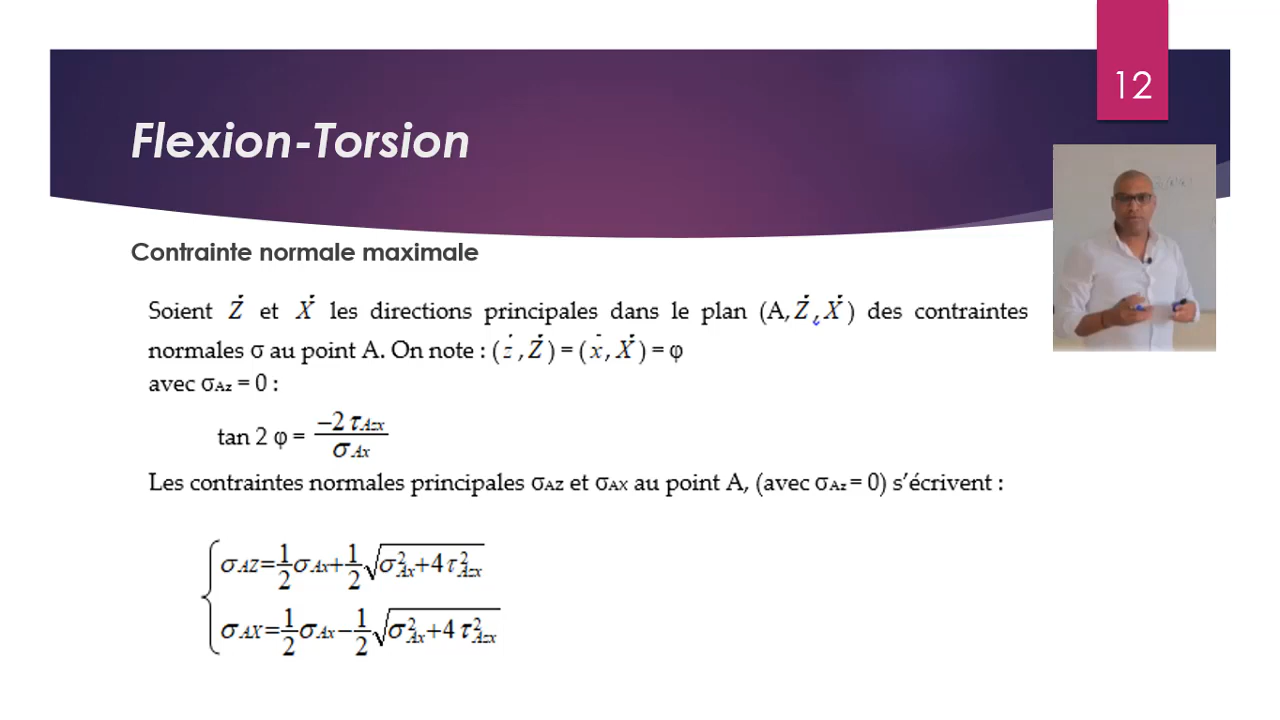 12
Flexion-Torsion
Contrainte normale maximale
Soient Z⃗ et X⃗ les directions principales dans le plan (A, Z⃗, X⃗) des contraintes
normales σ au point A. On note : (z⃗, Z⃗) = (x⃗, X⃗) = φ
avec σAz = 0 :
tan 2 φ = −2 τAzx / σAx
Les contraintes normales principales σAZ et σAX au point A, (avec σAz = 0) s’écrivent :
σAZ = 1/2 σAx + 1/2 √(σ²Ax + 4 τ²Azx)
σAX = 1/2 σAx − 1/2 √(σ²Ax + 4 τ²Azx)